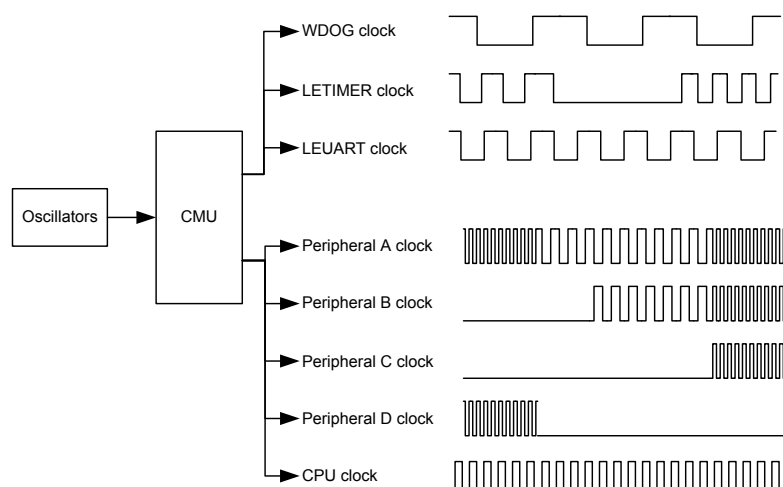 WDOG clock
LETIMER clock
LEUART clock
Oscillators
CMU
Peripheral A clock
Peripheral B clock
Peripheral C clock
Peripheral D clock
CPU clock